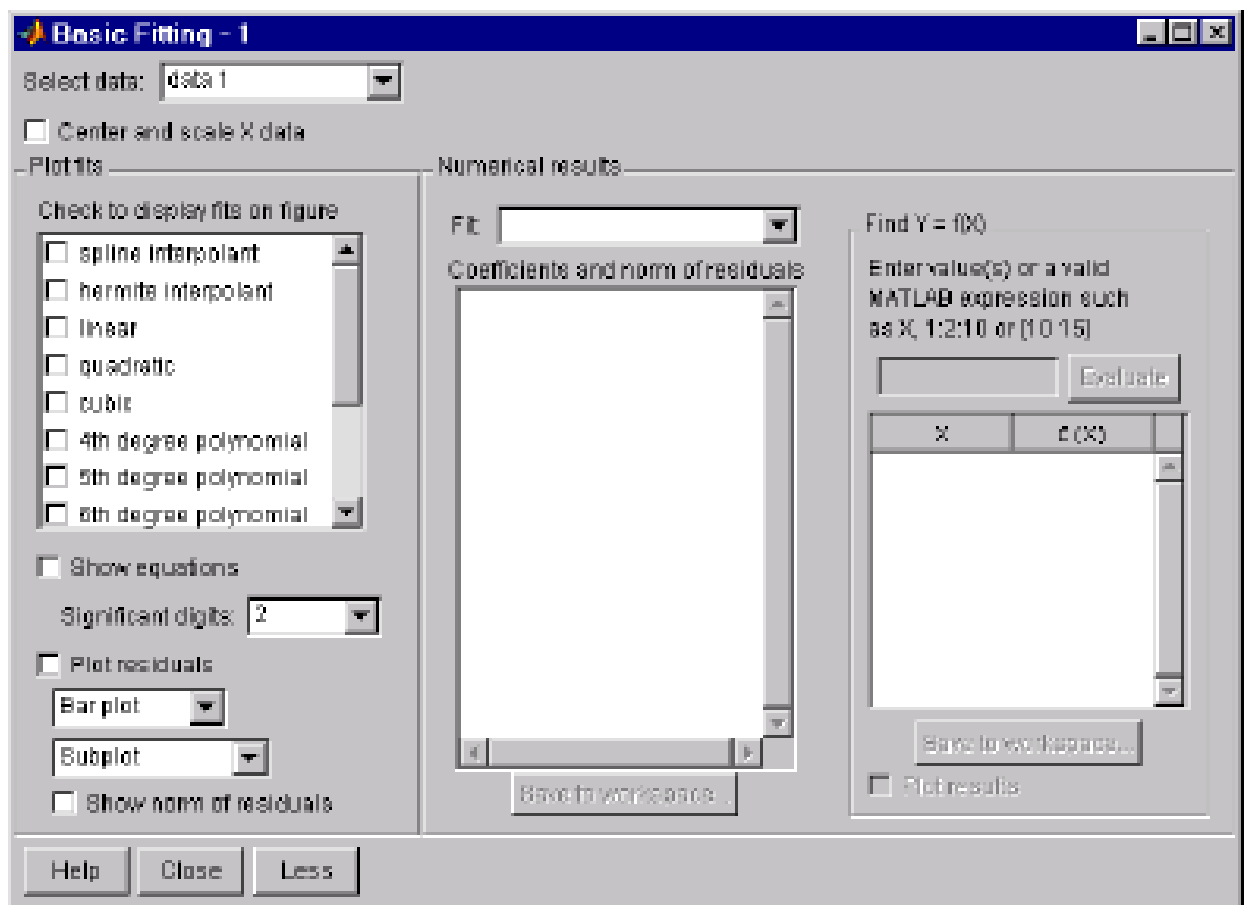 Basic Fitting - 1
Select data: data 1
Center and scale X data
Plot fits
Check to display fits on figure
spline interpolant
hermite interpolant
linear
quadratic
cubic
4th degree polynomial
5th degree polynomial
6th degree polynomial
Show equations
Significant digits: 2
Plot residuals
Bar plot
Subplot
Show norm of residuals
Numerical results
Fit:
Coefficients and norm of residuals
Save to workspace...
Find Y = f(X)
Enter value(s) or a valid
MATLAB expression such
as X, 1:2:10 or [10 15]
Evaluate
X f(X)
Save to workspace...
Plot results
Help Close Less